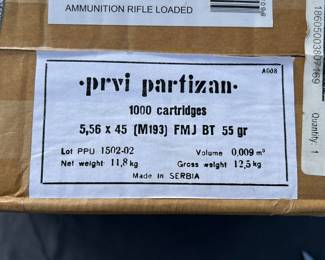 AMMUNITION RIFLE LOADED
A008
·prvi partizan·
1000 cartridges
5,56 x 45 (M193) FMJ BT 55 gr
Lot PPU 1502-02 Volume 0,009 m³
Net weight 11,8 kg Gross weight 12,5 kg
Made in SERBIA
18605003807169
Quantity: 1